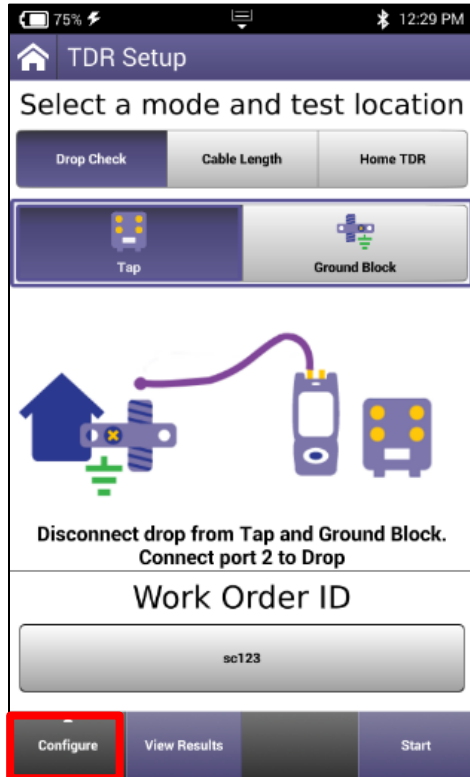 75% 12:29 PM
TDR Setup
Select a mode and test location
Drop Check Cable Length Home TDR
Tap Ground Block
Disconnect drop from Tap and Ground Block.
Connect port 2 to Drop
Work Order ID
sc123
Configure View Results Start